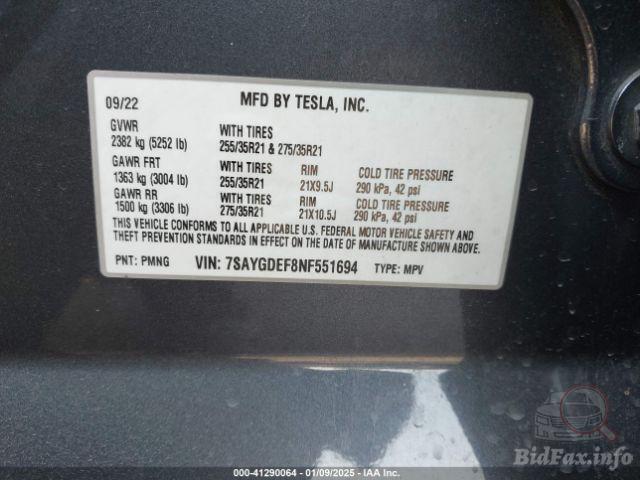 09/22 MFD BY TESLA, INC.
GVWR WITH TIRES
2382 kg (5252 lb) 255/35R21 & 275/35R21
GAWR FRT WITH TIRES RIM COLD TIRE PRESSURE
1363 kg (3004 lb) 255/35R21 21X9.5J 290 kPa, 42 psi
GAWR RR WITH TIRES RIM COLD TIRE PRESSURE
1500 kg (3306 lb) 275/35R21 21X10.5J 290 kPa, 42 psi
THIS VEHICLE CONFORMS TO ALL APPLICABLE U.S. FEDERAL MOTOR VEHICLE SAFETY AND
THEFT PREVENTION STANDARDS IN EFFECT ON THE DATE OF MANUFACTURE SHOWN ABOVE.
PNT: PMNG VIN: 7SAYGDEF8NF551694 TYPE: MPV
BidFax.info
000-41290064 - 01/09/2025 - IAA Inc.